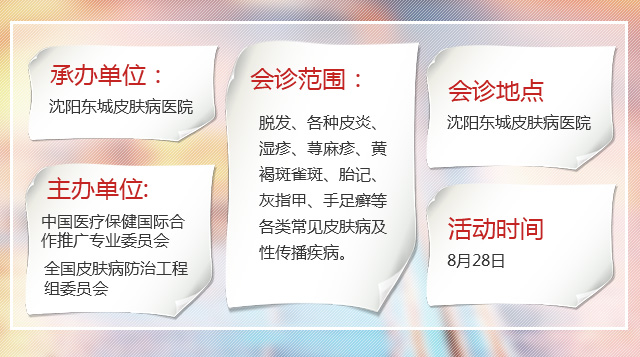 承办单位：
沈阳东城皮肤病医院
主办单位:
中国医疗保健国际合
作推广专业委员会
全国皮肤病防治工程
组委员会
会诊范围：
脱发、各种皮炎、
湿疹、荨麻疹、黄
褐斑雀斑、胎记、
灰指甲、手足癣等
各类常见皮肤病及
性传播疾病。
会诊地点
沈阳东城皮肤病医院
活动时间
8月28日